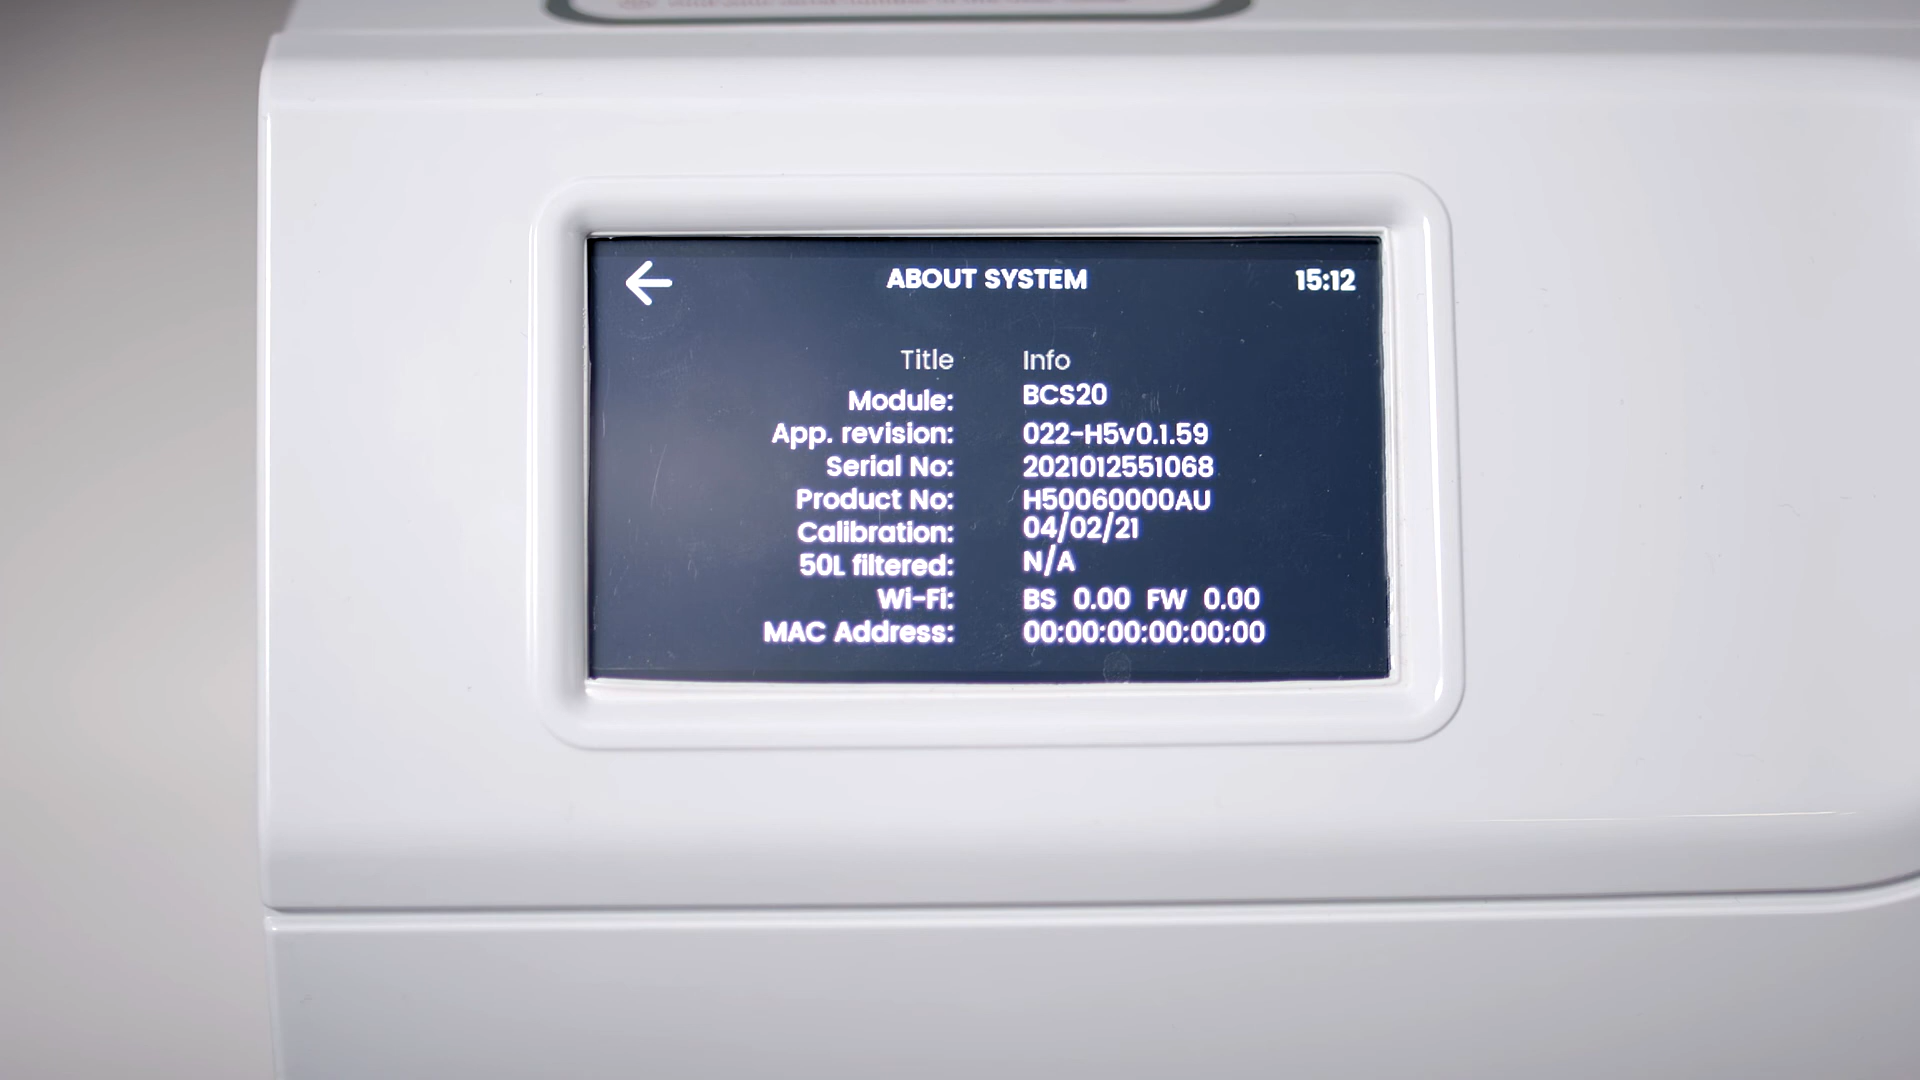 ABOUT SYSTEM 15:12
Title Info
Module: BCS20
App. revision: 022-H5v0.1.59
Serial No: 2021012551068
Product No: H50060000AU
Calibration: 04/02/21
50L filtered: N/A
Wi-Fi: BS 0.00 FW 0.00
MAC Address: 00:00:00:00:00:00